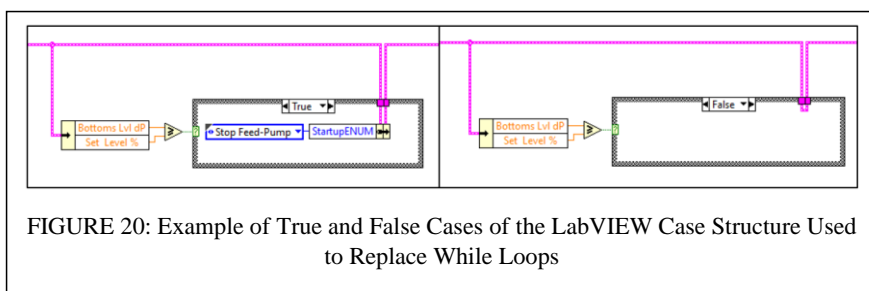 True
Bottoms Lvl dP
Set Level %
≥
?
Stop Feed-Pump
StartupENUM
False
Bottoms Lvl dP
Set Level %
≥
?
FIGURE 20: Example of True and False Cases of the LabVIEW Case Structure Used
to Replace While Loops